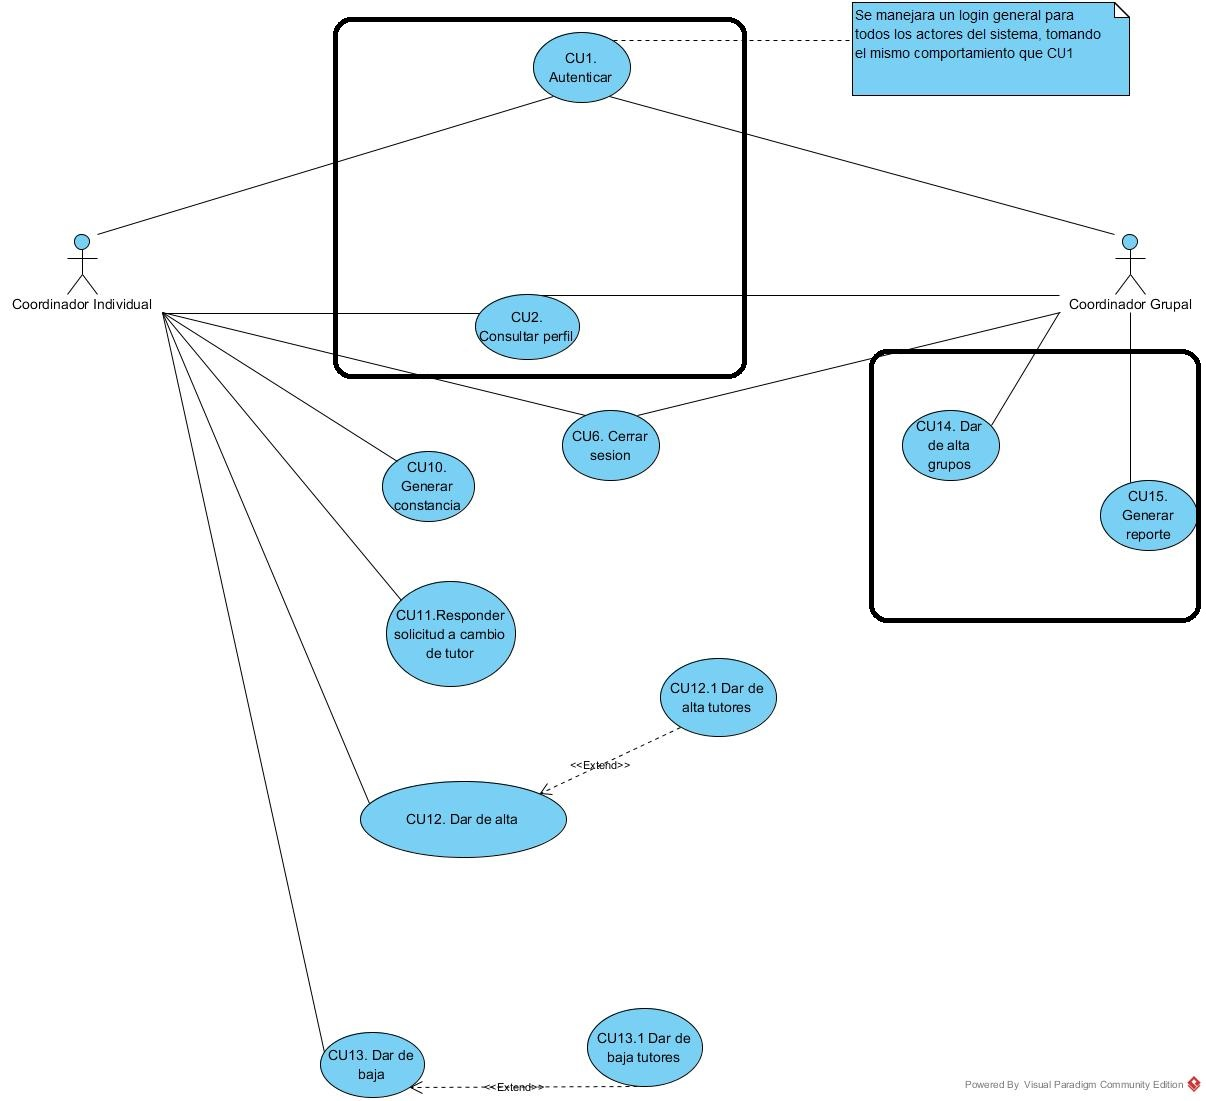 Se manejara un login general para
todos los actores del sistema, tomando
el mismo comportamiento que CU1
CU1.
Autenticar
Coordinador Individual
Coordinador Grupal
CU2.
Consultar perfil
CU6. Cerrar
sesion
CU14. Dar
de alta
grupos
CU10.
Generar
constancia
CU15.
Generar
reporte
CU11.Responder
solicitud a cambio
de tutor
CU12.1 Dar de
alta tutores
<<Extend>>
CU12. Dar de alta
CU13.1 Dar de
baja tutores
CU13. Dar de
baja
<<Extend>>
Powered By Visual Paradigm Community Edition